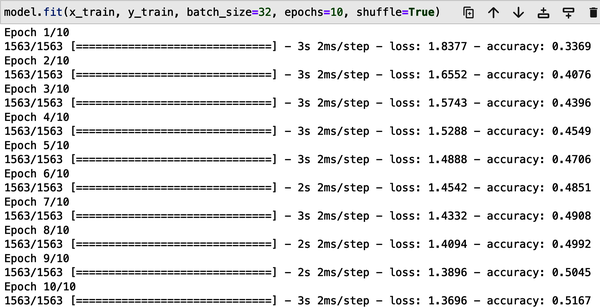 model.fit(x_train, y_train, batch_size=32, epochs=10, shuffle=True)
Epoch 1/10
1563/1563 [==============================] - 3s 2ms/step - loss: 1.8377 - accuracy: 0.3369
Epoch 2/10
1563/1563 [==============================] - 3s 2ms/step - loss: 1.6552 - accuracy: 0.4076
Epoch 3/10
1563/1563 [==============================] - 3s 2ms/step - loss: 1.5743 - accuracy: 0.4396
Epoch 4/10
1563/1563 [==============================] - 3s 2ms/step - loss: 1.5288 - accuracy: 0.4549
Epoch 5/10
1563/1563 [==============================] - 3s 2ms/step - loss: 1.4888 - accuracy: 0.4706
Epoch 6/10
1563/1563 [==============================] - 2s 2ms/step - loss: 1.4542 - accuracy: 0.4851
Epoch 7/10
1563/1563 [==============================] - 3s 2ms/step - loss: 1.4332 - accuracy: 0.4908
Epoch 8/10
1563/1563 [==============================] - 2s 2ms/step - loss: 1.4094 - accuracy: 0.4992
Epoch 9/10
1563/1563 [==============================] - 2s 2ms/step - loss: 1.3896 - accuracy: 0.5045
Epoch 10/10
1563/1563 [==============================] - 3s 2ms/step - loss: 1.3696 - accuracy: 0.5167